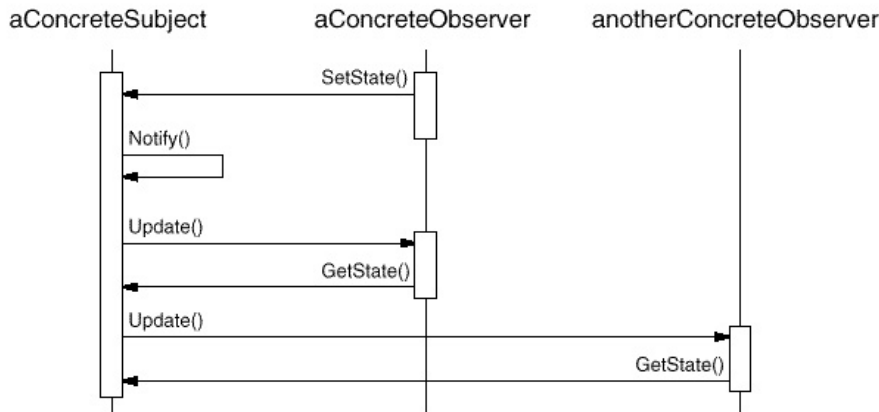 aConcreteSubject aConcreteObserver anotherConcreteObserver
SetState()
Notify()
Update()
GetState()
Update()
GetState()